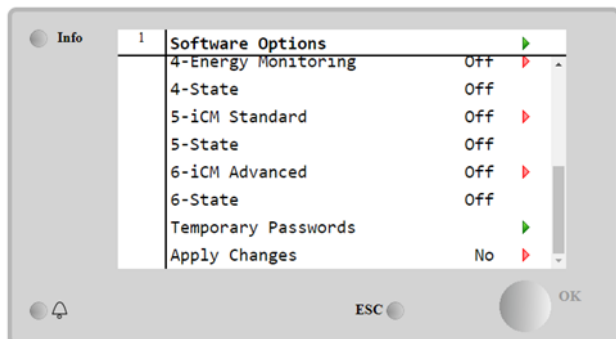 Info
1 Software Options
4-Energy Monitoring Off
4-State Off
5-iCM Standard Off
5-State Off
6-iCM Advanced Off
6-State Off
Temporary Passwords
Apply Changes No
ESC
OK